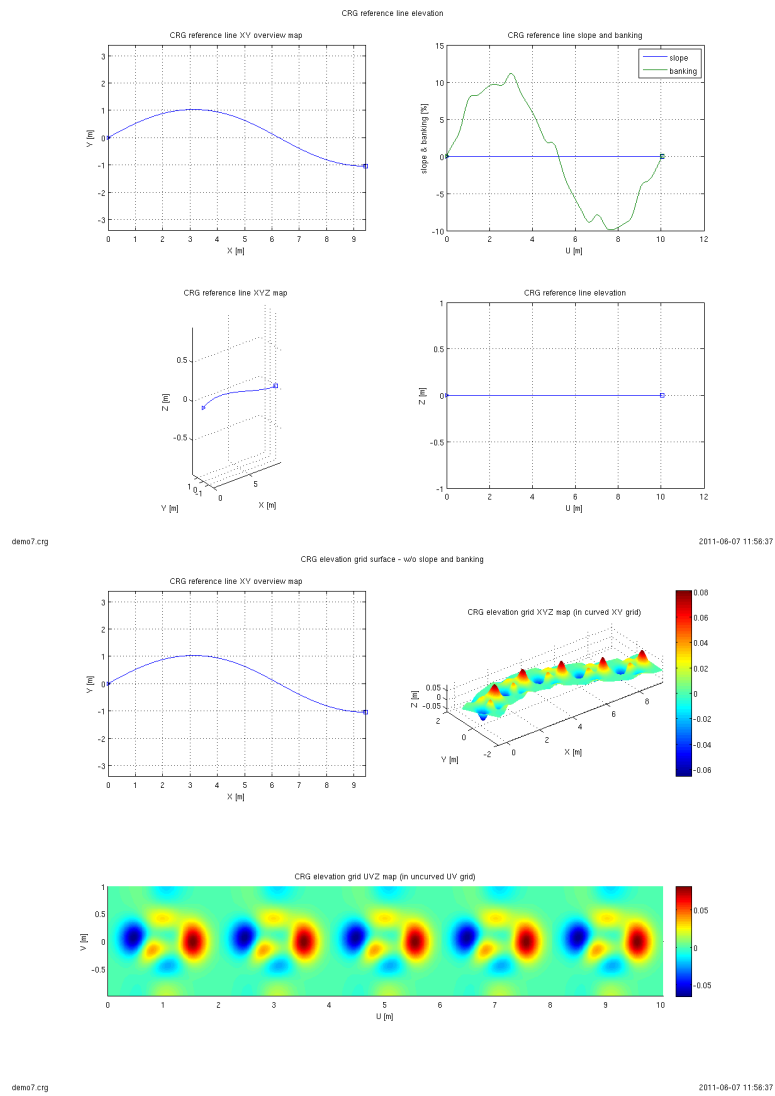 CRG reference line elevation
CRG reference line XY overview map
3
2
1
0
-1
-2
-3
Y [m]
0 1 2 3 4 5 6 7 8 9
X [m]
CRG reference line slope and banking
15
10
5
0
-5
-10
slope & banking [%]
slope
banking
0 2 4 6 8 10 12
U [m]
CRG reference line XYZ map
0.5
0
-0.5
Z [m]
1 0 -1
Y [m]
0 5
X [m]
CRG reference line elevation
1
0.5
0
-0.5
-1
Z [m]
0 2 4 6 8 10 12
U [m]
demo7.crg 2011-06-07 11:56:37
CRG elevation grid surface - w/o slope and banking
CRG reference line XY overview map
3
2
1
0
-1
-2
-3
Y [m]
0 1 2 3 4 5 6 7 8 9
X [m]
CRG elevation grid XYZ map (in curved XY grid)
0.05
0
-0.05
Z [m]
2 0 -2
Y [m]
0 2 4 6 8
X [m]
0.08
0.06
0.04
0.02
0
-0.02
-0.04
-0.06
CRG elevation grid UVZ map (in uncurved UV grid)
1
0.5
0
-0.5
V [m]
0 1 2 3 4 5 6 7 8 9 10
U [m]
0.05
0
-0.05
demo7.crg 2011-06-07 11:56:37